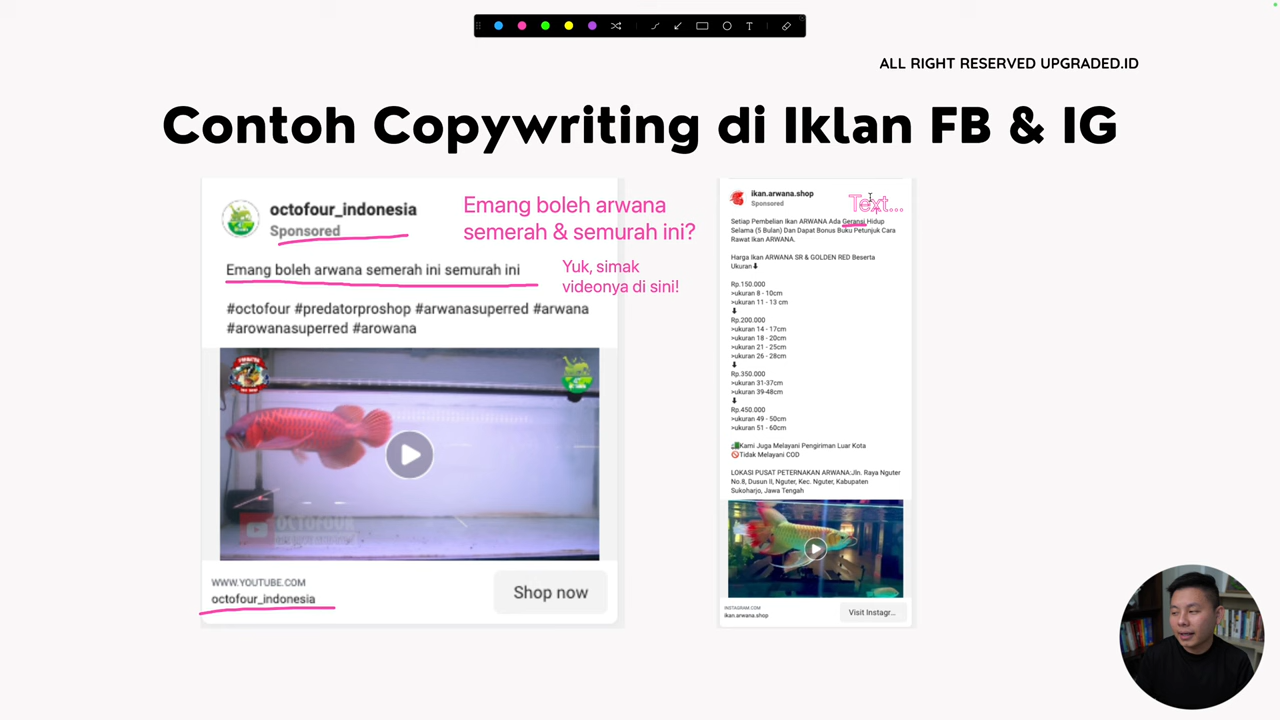 ALL RIGHT RESERVED UPGRADED.ID
Contoh Copywriting di Iklan FB & IG
octofour_indonesia
Sponsored
Emang boleh arwana semerah ini semurah ini
#octofour #predatorproshop #arwanasuperred #arwana
#arowanasuperred #arowana
OCTOFOUR
WWW.YOUTUBE.COM
octofour_indonesia
Shop now
Emang boleh arwana
semerah & semurah ini?
Yuk, simak
videonya di sini!
ikan.arwana.shop
Sponsored
Text...
Setiap Pembelian Ikan ARWANA Ada Geransi Hidup
Selama (5 Bulan) Dan Dapat Bonus Buku Petunjuk Cara
Rawat Ikan ARWANA.
Harga Ikan ARWANA SR & GOLDEN RED Beserta
Ukuran⬇
Rp.150.000
>ukuran 8 - 10cm
>ukuran 11 - 13 cm
⬇
Rp.200.000
>ukuran 14 - 17cm
>ukuran 18 - 20cm
>ukuran 21 - 25cm
>ukuran 26 - 28cm
⬇
Rp.350.000
>ukuran 31-37cm
>ukuran 39-48cm
⬇
Rp.450.000
>ukuran 49 - 50cm
>ukuran 51 - 60cm
Kami Juga Melayani Pengiriman Luar Kota
🚫Tidak Melayani COD
LOKASI PUSAT PETERNAKAN ARWANA:Jln. Raya Nguter
No.8, Dusun II, Nguter, Kec. Nguter, Kabupaten
Sukoharjo, Jawa Tengah
INSTAGRAM.COM
ikan.arwana.shop
Visit Instagr...
T